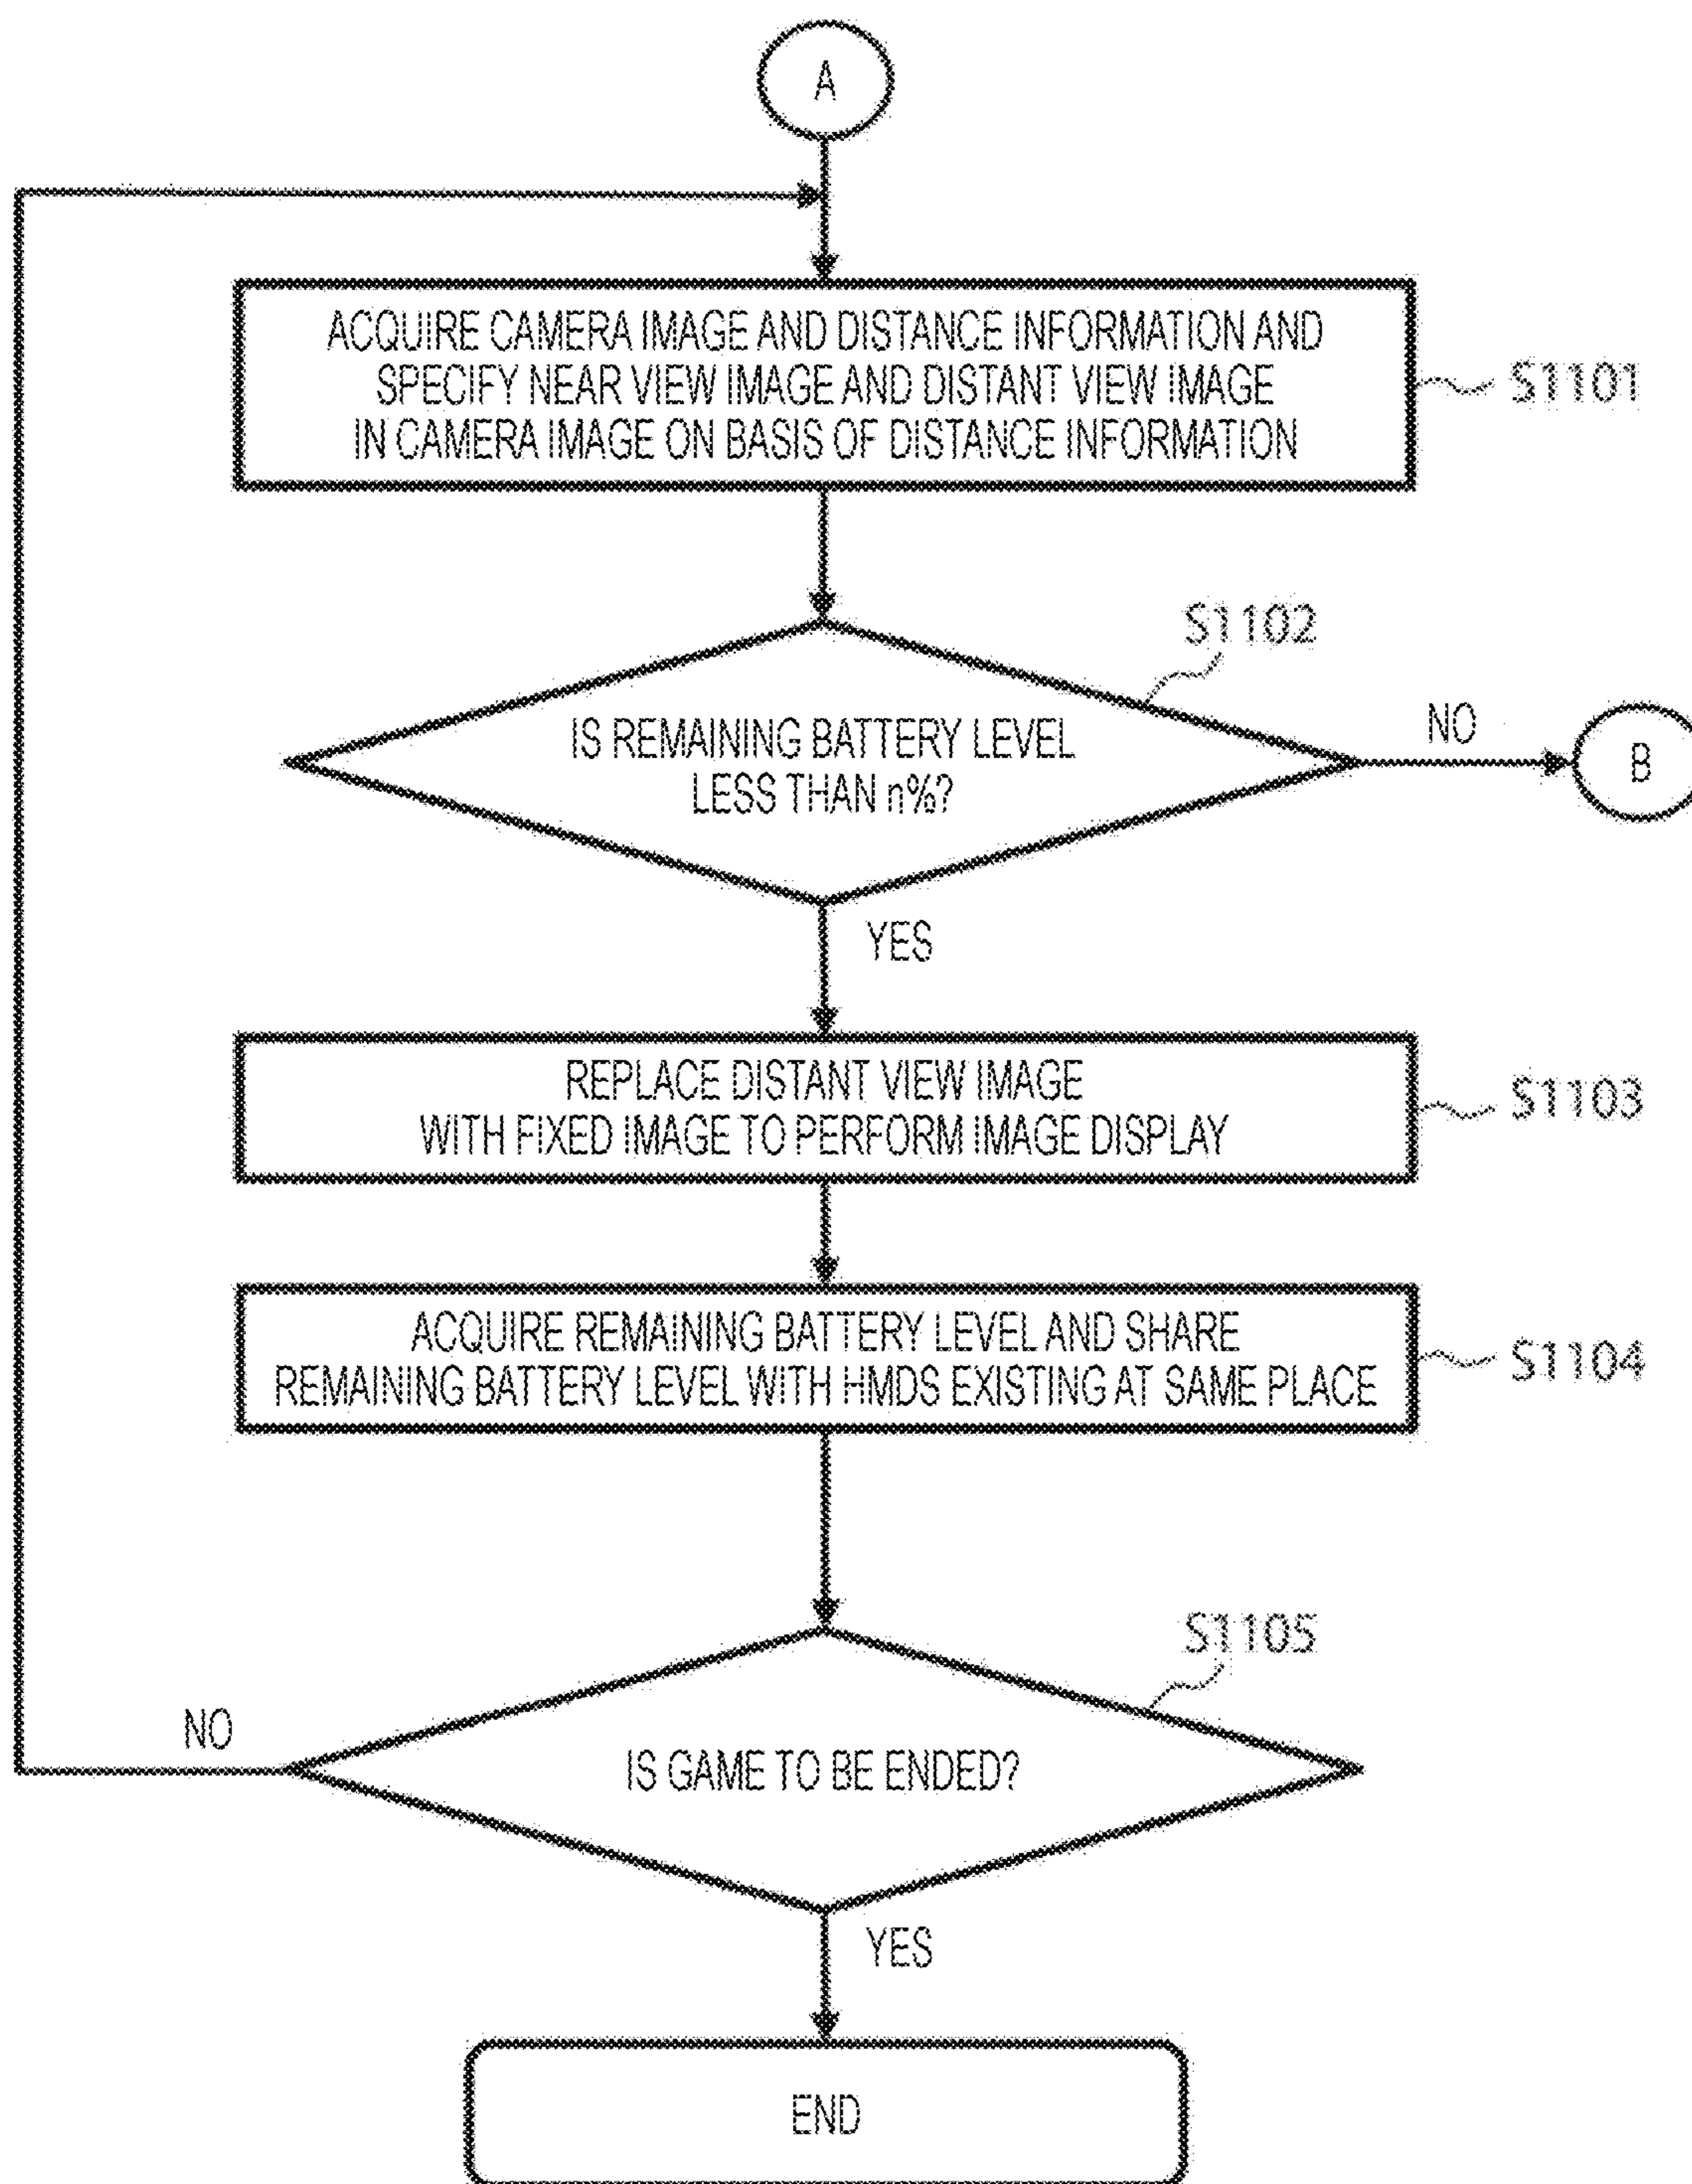 A
ACQUIRE CAMERA IMAGE AND DISTANCE INFORMATION AND
SPECIFY NEAR VIEW IMAGE AND DISTANT VIEW IMAGE
IN CAMERA IMAGE ON BASIS OF DISTANCE INFORMATION
S1101
S1102
IS REMAINING BATTERY LEVEL
LESS THAN n%?
NO
B
YES
REPLACE DISTANT VIEW IMAGE
WITH FIXED IMAGE TO PERFORM IMAGE DISPLAY
S1103
ACQUIRE REMAINING BATTERY LEVEL AND SHARE
REMAINING BATTERY LEVEL WITH HMDS EXISTING AT SAME PLACE
S1104
S1105
NO
IS GAME TO BE ENDED?
YES
END